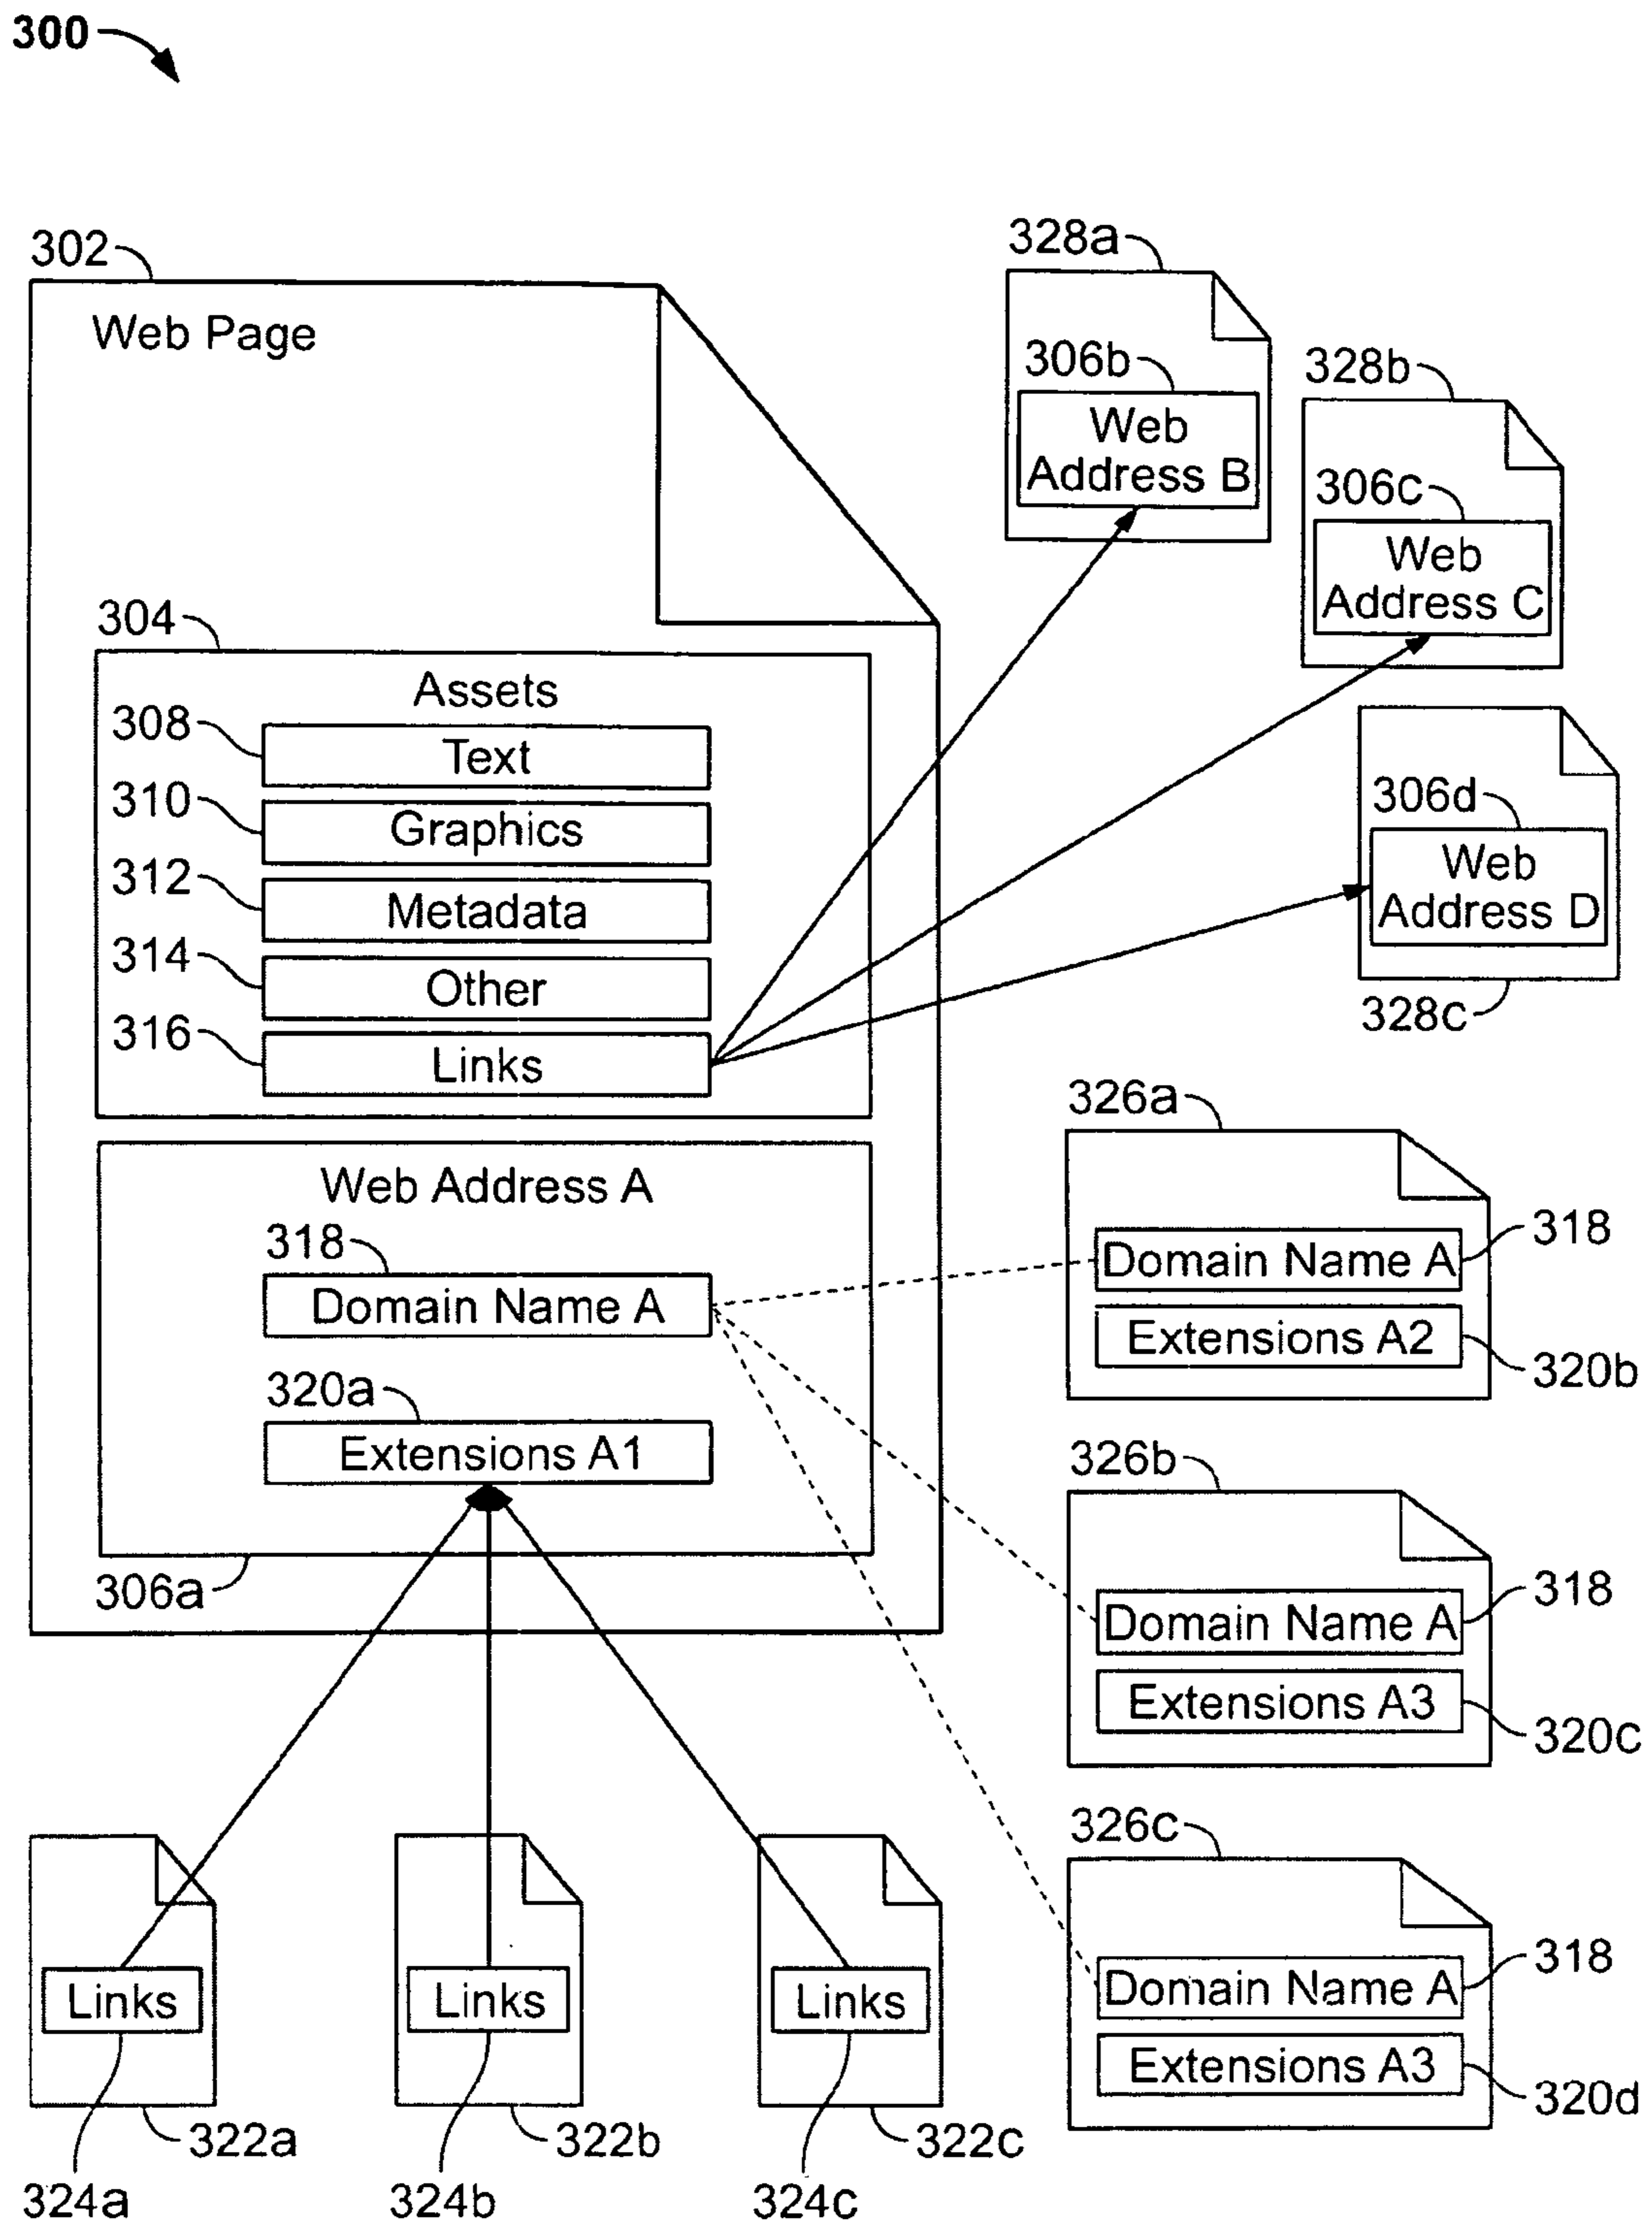 300
302
Web Page
304
Assets
308
Text
310
Graphics
312
Metadata
314
Other
316
Links
Web Address A
318
Domain Name A
320a
Extensions A1
306a
328a
306b
Web
Address B
328b
306c
Web
Address C
306d
Web
Address D
328c
326a
Domain Name A
318
Extensions A2
320b
326b
Domain Name A
318
Extensions A3
320c
326c
Domain Name A
318
Extensions A3
320d
Links
Links
Links
322a
322b
322c
324a
324b
324c